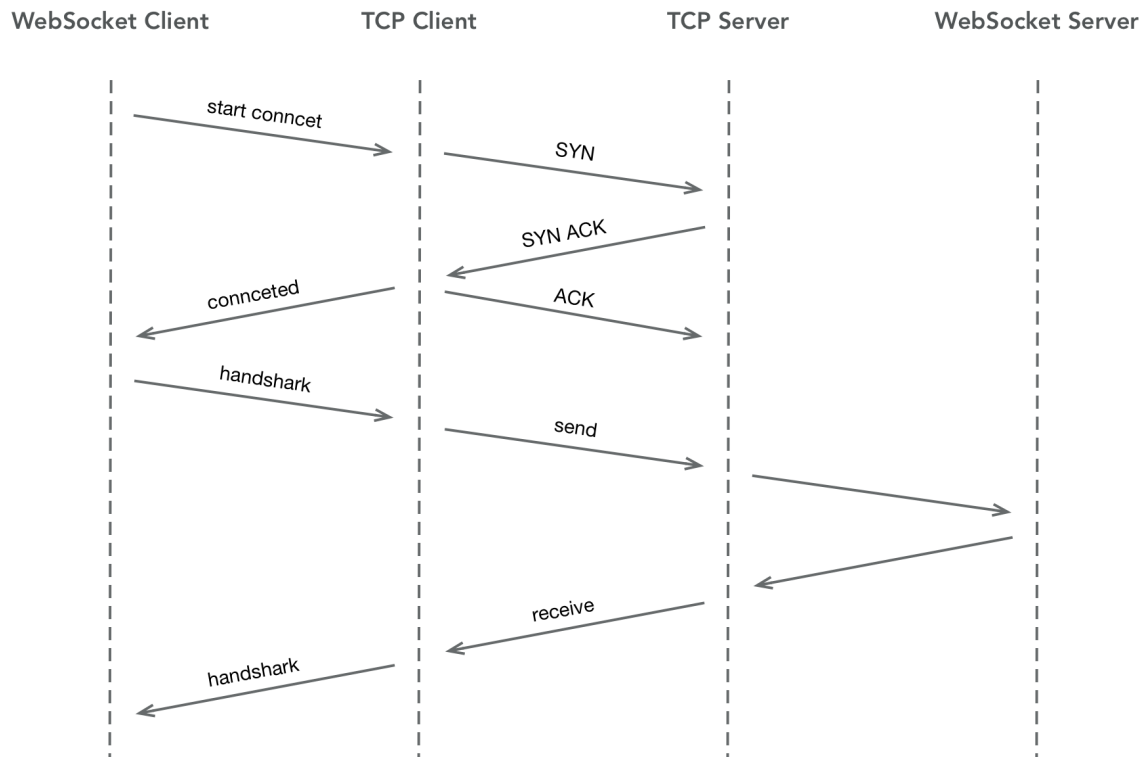 WebSocket Client
TCP Client
TCP Server
WebSocket Server
start conncet
SYN
SYN ACK
connceted
ACK
handshark
send
receive
handshark